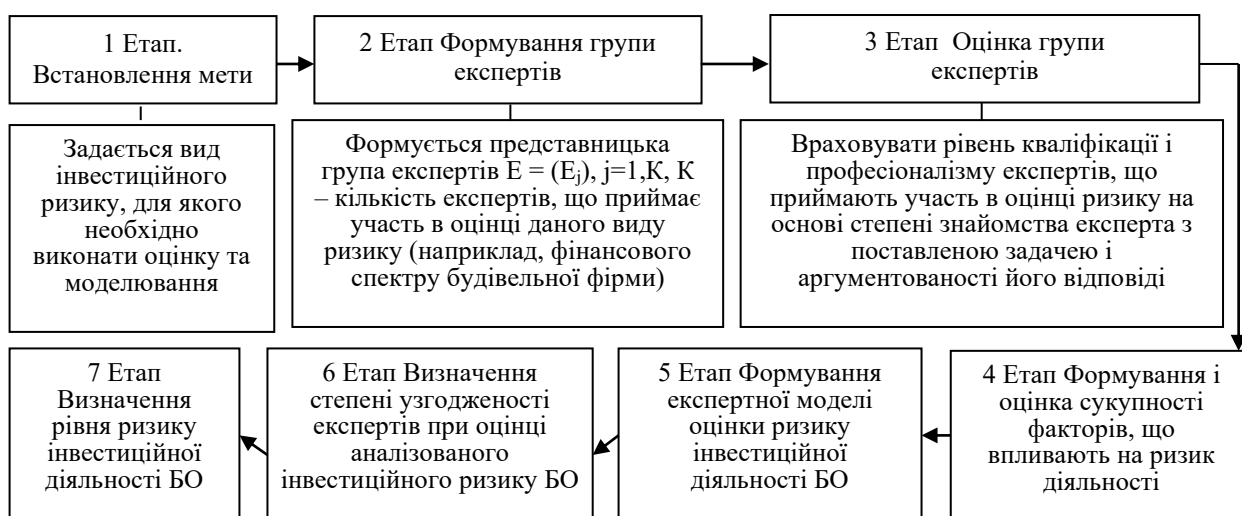 1 Етап.
Встановлення мети
2 Етап Формування групи
експертів
3 Етап Оцінка групи
експертів
Задається вид
інвестиційного
ризику, для якого
необхідно
виконати оцінку та
моделювання
Формується представницька
група експертів E = (Ej), j=1,K, K
– кількість експертів, що приймає
участь в оцінці даного виду
ризику (наприклад, фінансового
спектру будівельної фірми)
Враховувати рівень кваліфікації і
професіоналізму експертів, що
приймають участь в оцінці ризику на
основі степені знайомства експерта з
поставленою задачею і
аргументованості його відповіді
4 Етап Формування і
оцінка сукупності
факторів, що
впливають на ризик
діяльності
5 Етап Формування
експертної моделі
оцінки ризику
інвестиційної
діяльності БО
6 Етап Визначення
степені узгодженості
експертів при оцінці
аналізованого
інвестиційного ризику БО
7 Етап
Визначення
рівня ризику
інвестиційної
діяльності БО